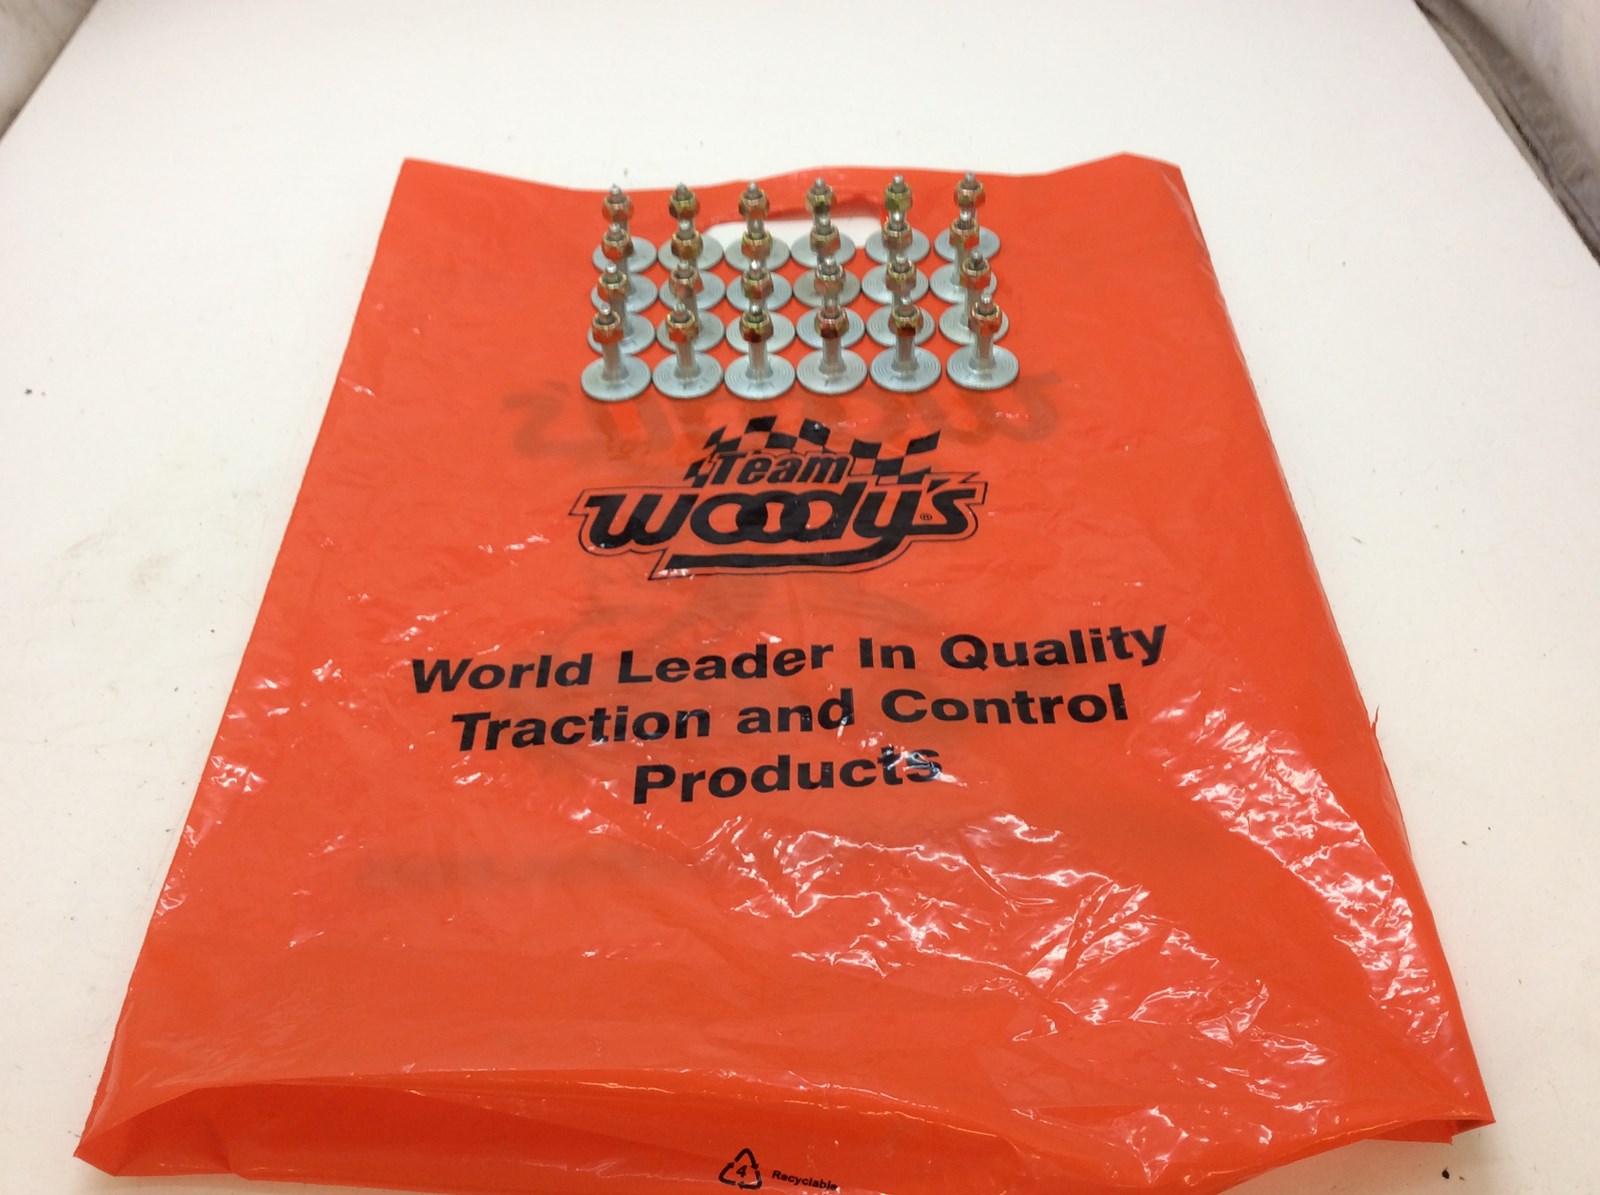 Team
woody's®
World Leader In Quality
Traction and Control
Products
4
Recyclable